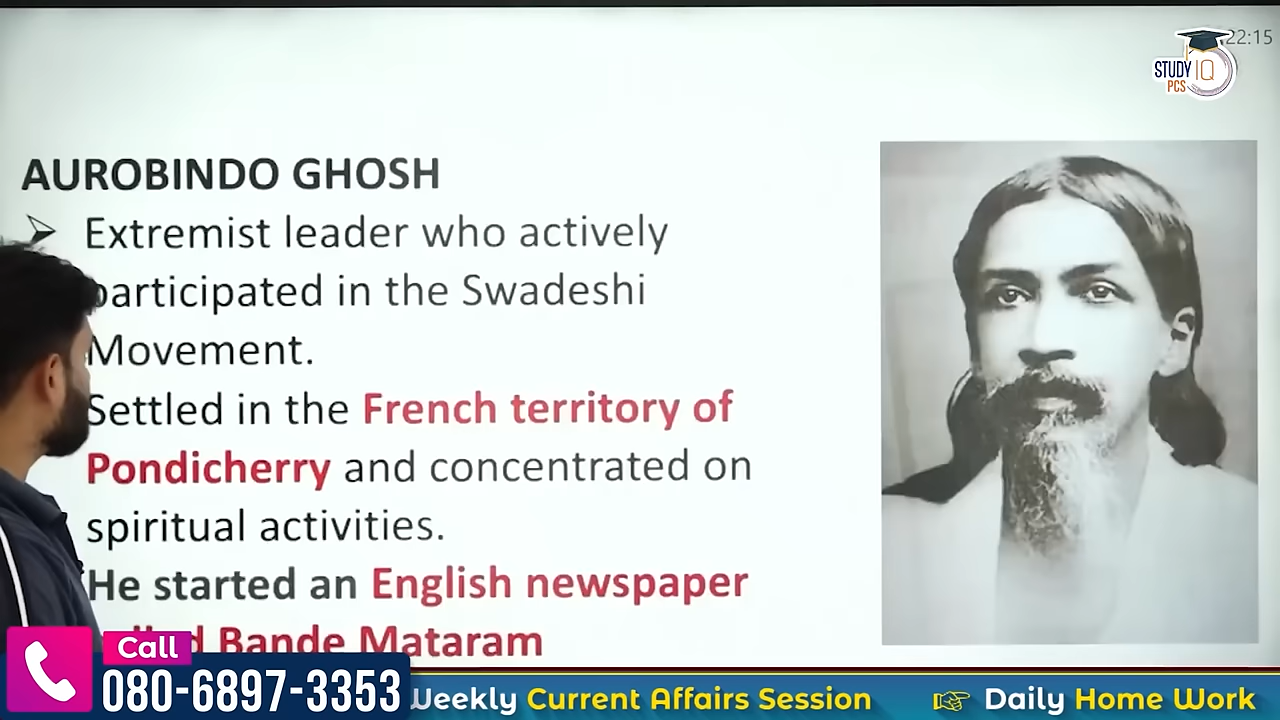 22:15
STUDY IQ
PCS
AUROBINDO GHOSH
Extremist leader who actively
participated in the Swadeshi
Movement.
Settled in the French territory of
Pondicherry and concentrated on
spiritual activities.
He started an English newspaper
Bande Mataram
Call
080-6897-3353
Weekly Current Affairs Session
Daily Home Work